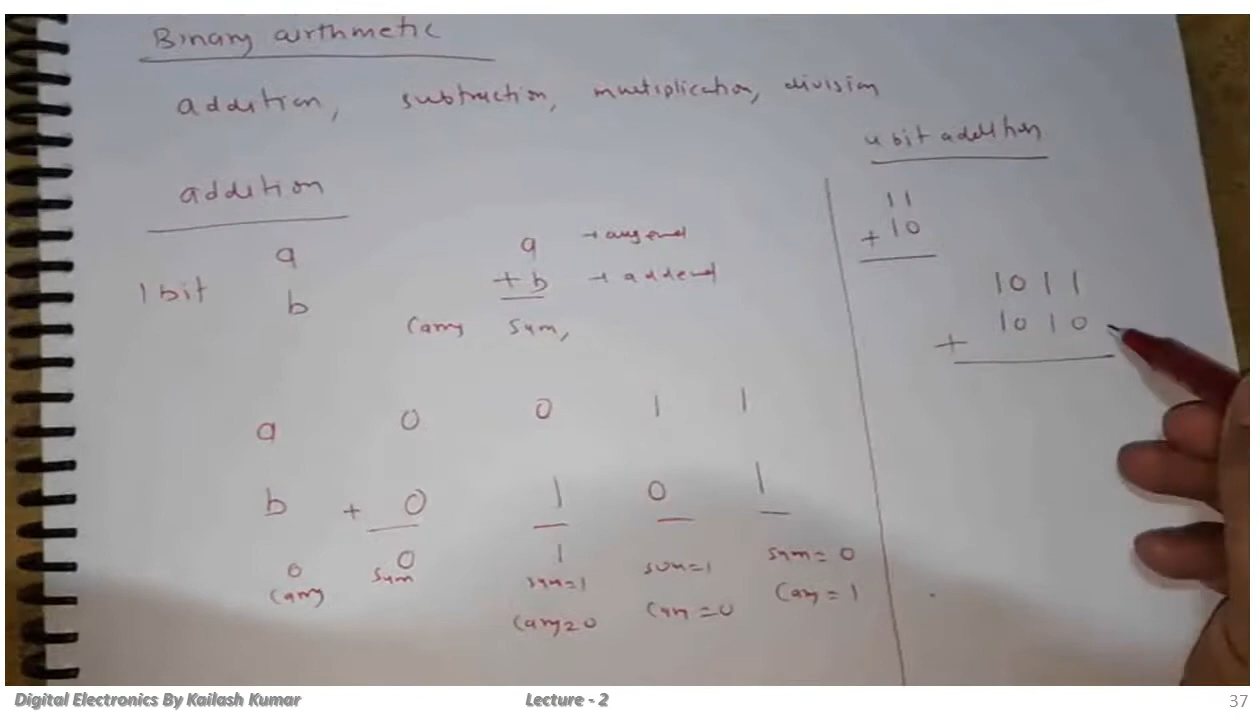 Binary arthmetic
addition, subtraction, multiplication, division
addition
1 bit
a
b
a → augend
+ b → addend
Carry Sum,
a 0 0 1 1
b + 0 1 0 1
0 0 1
Carry Sum sum=1 sum=1 sum=0
Carry=0 Carry=0 Carry=1
4 bit addition
11
+ 10
1011
+ 1010
Digital Electronics By Kailash Kumar
Lecture - 2
37